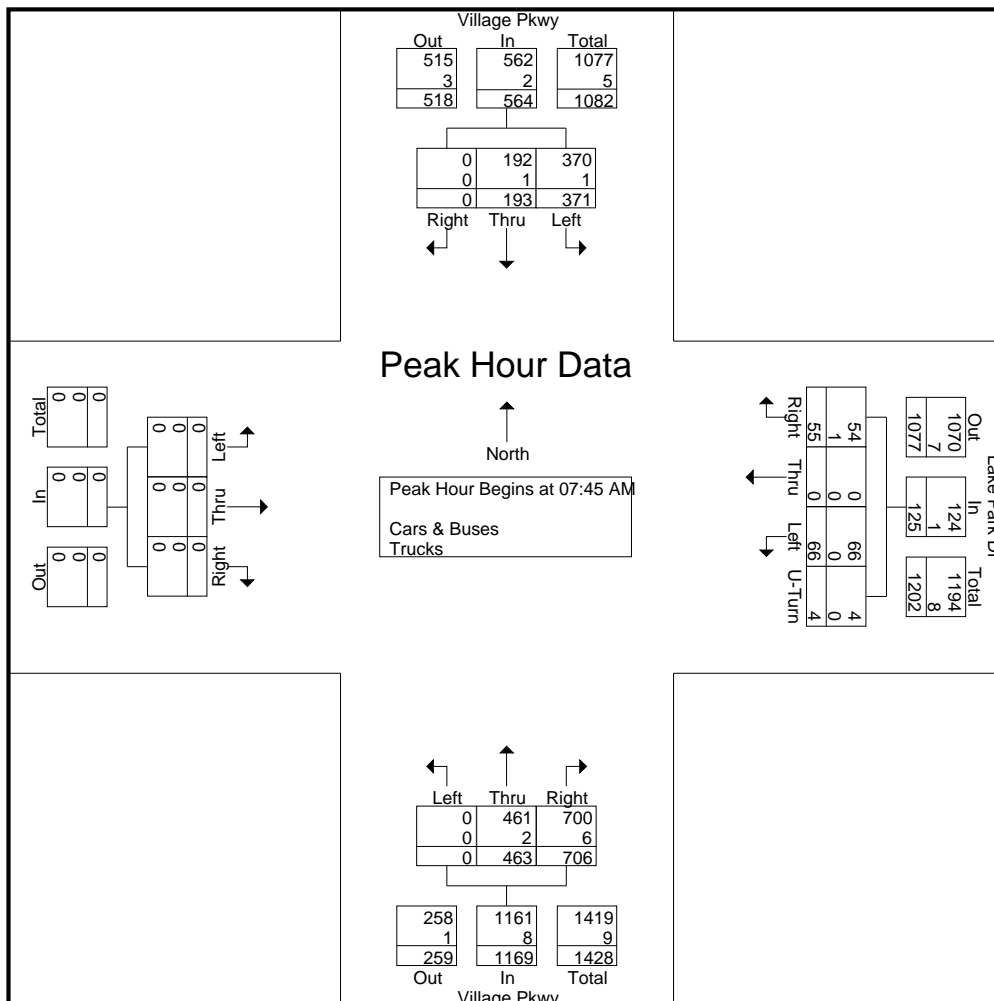 Village Pkwy
Out In Total
515 562 1077
3 2 5
518 564 1082
0 192 370
0 1 1
0 193 371
Right Thru Left
Peak Hour Data
North
Peak Hour Begins at 07:45 AM
Cars & Buses
Trucks
Total
0 0 0
In
0 0 0
Out
0 0 0
Left
0 0 0
Thru
0 0 0
Right
0 0 0
Right
54
1
55
Thru
0
0
0
Left
66
0
66
U-Turn
4
0
4
Lake Park Dr
Out In Total
1070 124 1194
7 1 8
1077 125 1202
Left Thru Right
0 461 700
0 2 6
0 463 706
258 1161 1419
1 8 9
259 1169 1428
Out In Total
Village Pkwy